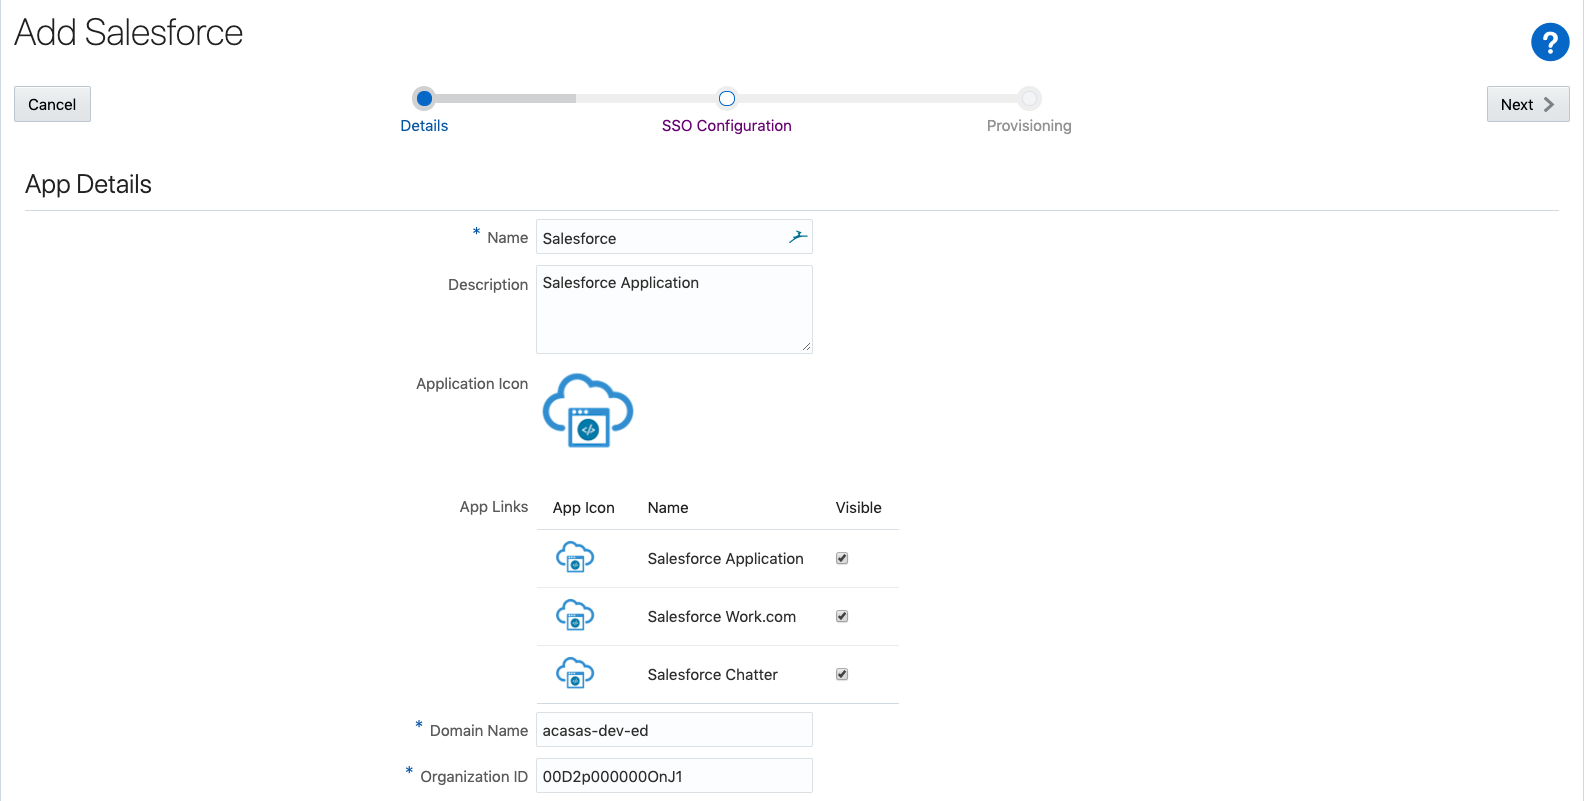 Add Salesforce
?
Cancel
Next
Details
SSO Configuration
Provisioning
App Details
* Name Salesforce
Description Salesforce Application
Application Icon
App Links App Icon Name Visible
Salesforce Application
Salesforce Work.com
Salesforce Chatter
* Domain Name acasas-dev-ed
* Organization ID 00D2p000000OnJ1